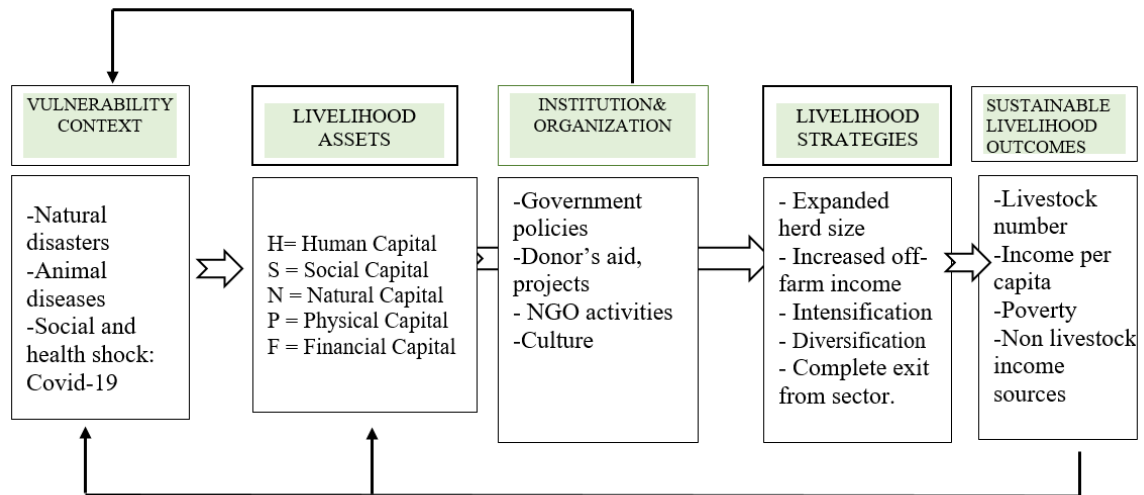 VULNERABILITY
CONTEXT
-Natural
disasters
-Animal
diseases
-Social and
health shock:
Covid-19
LIVELIHOOD
ASSETS
H= Human Capital
S = Social Capital
N = Natural Capital
P = Physical Capital
F = Financial Capital
INSTITUTION&
ORGANIZATION
-Government
policies
-Donor's aid,
projects
- NGO activities
-Culture
LIVELIHOOD
STRATEGIES
- Expanded
herd size
- Increased off-
farm income
- Intensification
- Diversification
- Complete exit
from sector.
SUSTAINABLE
LIVELIHOOD
OUTCOMES
-Livestock
number
-Income per
capita
-Poverty
-Non livestock
income
sources